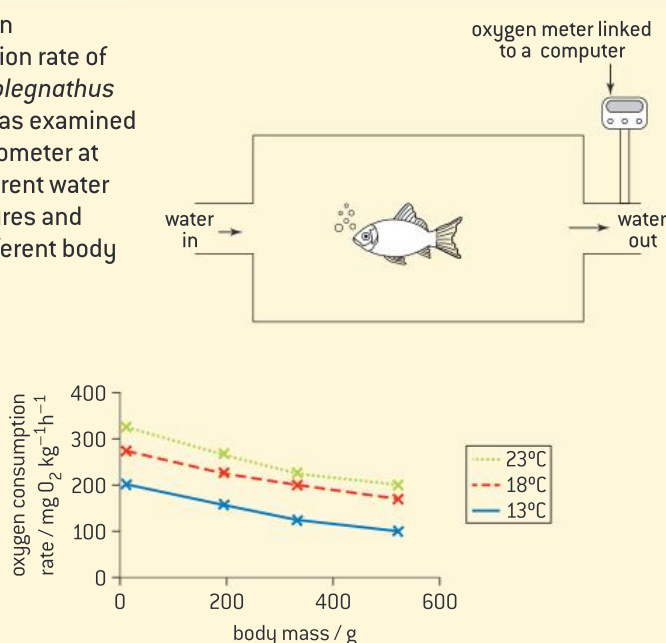 n
ion rate of
olegnathus
as examined
ometer at
rent water
res and
ferent body
oxygen meter linked
to a computer
water
in
water
out
oxygen consumption
rate / mg O₂ kg⁻¹h⁻¹
400
300
200
100
0
0 200 400 600
body mass / g
23°C
18°C
13°C